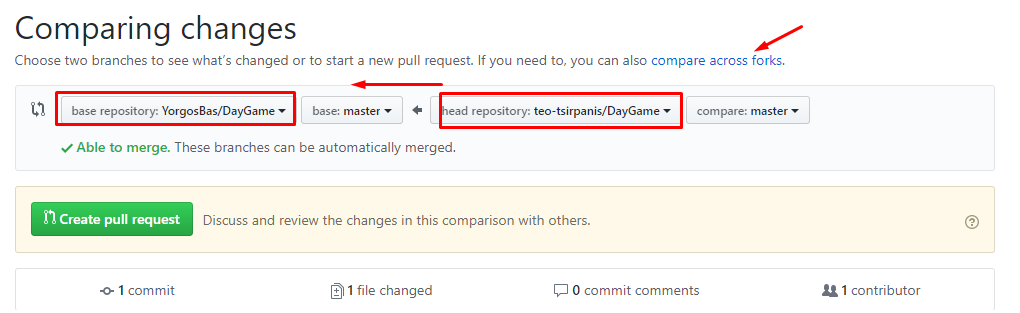 Comparing changes
Choose two branches to see what's changed or to start a new pull request. If you need to, you can also compare across forks.
base repository: YorgosBas/DayGame base: master head repository: teo-tsirpanis/DayGame compare: master
Able to merge. These branches can be automatically merged.
Create pull request Discuss and review the changes in this comparison with others.
1 commit 1 file changed 0 commit comments 1 contributor